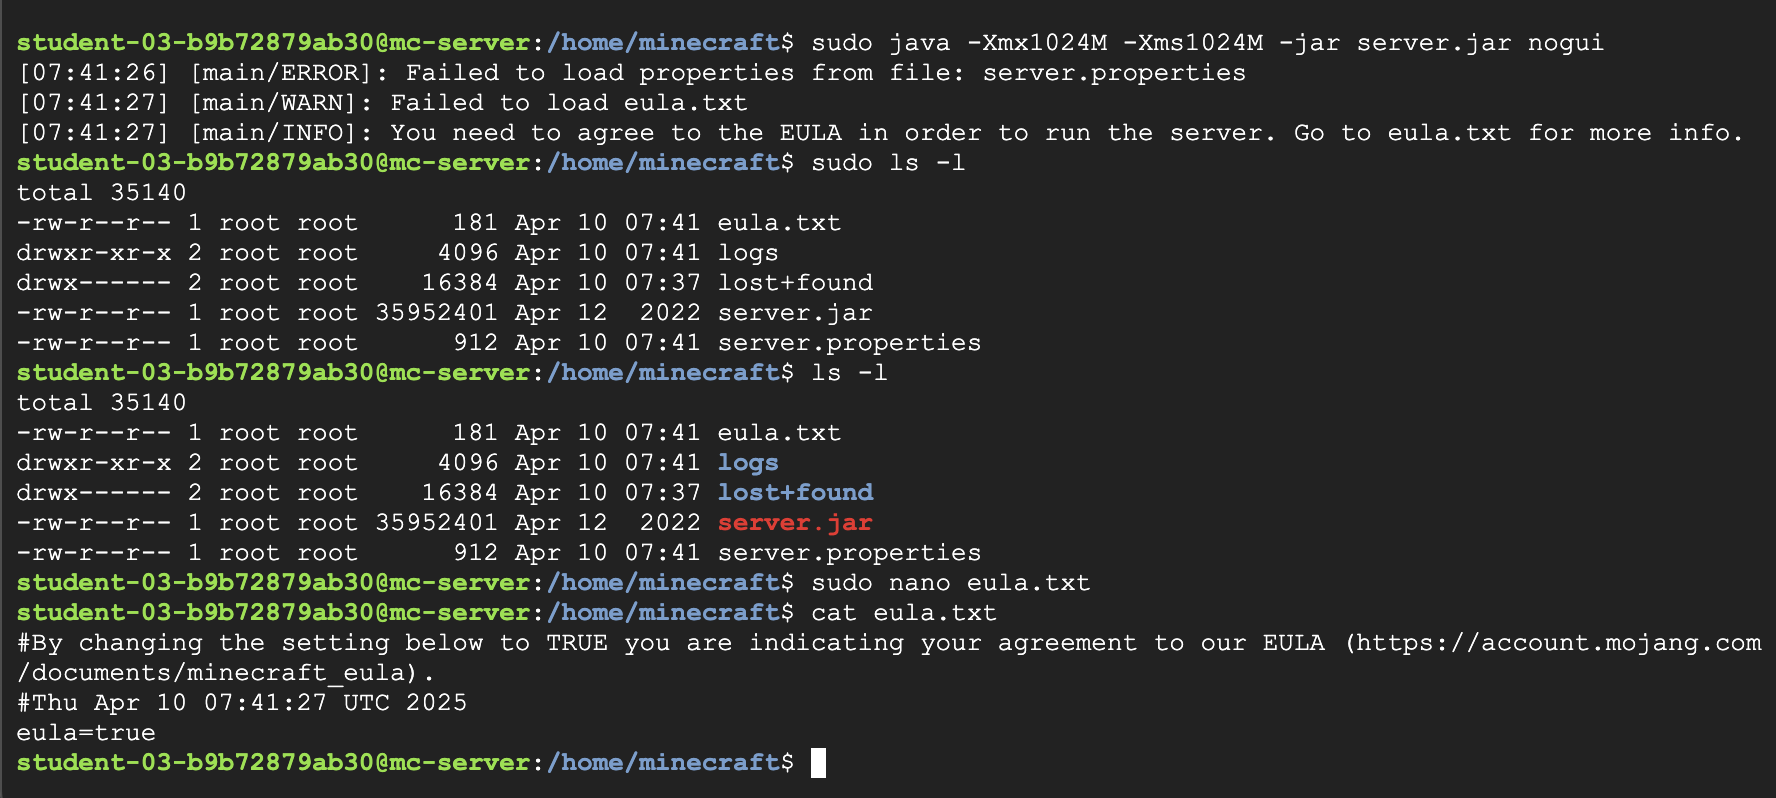 student-03-b9b72879ab30@mc-server:/home/minecraft$ sudo java -Xmx1024M -Xms1024M -jar server.jar nogui
[07:41:26] [main/ERROR]: Failed to load properties from file: server.properties
[07:41:27] [main/WARN]: Failed to load eula.txt
[07:41:27] [main/INFO]: You need to agree to the EULA in order to run the server. Go to eula.txt for more info.
student-03-b9b72879ab30@mc-server:/home/minecraft$ sudo ls -l
total 35140
-rw-r--r-- 1 root root      181 Apr 10 07:41 eula.txt
drwxr-xr-x 2 root root     4096 Apr 10 07:41 logs
drwx------ 2 root root    16384 Apr 10 07:37 lost+found
-rw-r--r-- 1 root root 35952401 Apr 12  2022 server.jar
-rw-r--r-- 1 root root      912 Apr 10 07:41 server.properties
student-03-b9b72879ab30@mc-server:/home/minecraft$ ls -l
total 35140
-rw-r--r-- 1 root root      181 Apr 10 07:41 eula.txt
drwxr-xr-x 2 root root     4096 Apr 10 07:41 logs
drwx------ 2 root root    16384 Apr 10 07:37 lost+found
-rw-r--r-- 1 root root 35952401 Apr 12  2022 server.jar
-rw-r--r-- 1 root root      912 Apr 10 07:41 server.properties
student-03-b9b72879ab30@mc-server:/home/minecraft$ sudo nano eula.txt
student-03-b9b72879ab30@mc-server:/home/minecraft$ cat eula.txt
#By changing the setting below to TRUE you are indicating your agreement to our EULA (https://account.mojang.com
/documents/minecraft_eula).
#Thu Apr 10 07:41:27 UTC 2025
eula=true
student-03-b9b72879ab30@mc-server:/home/minecraft$